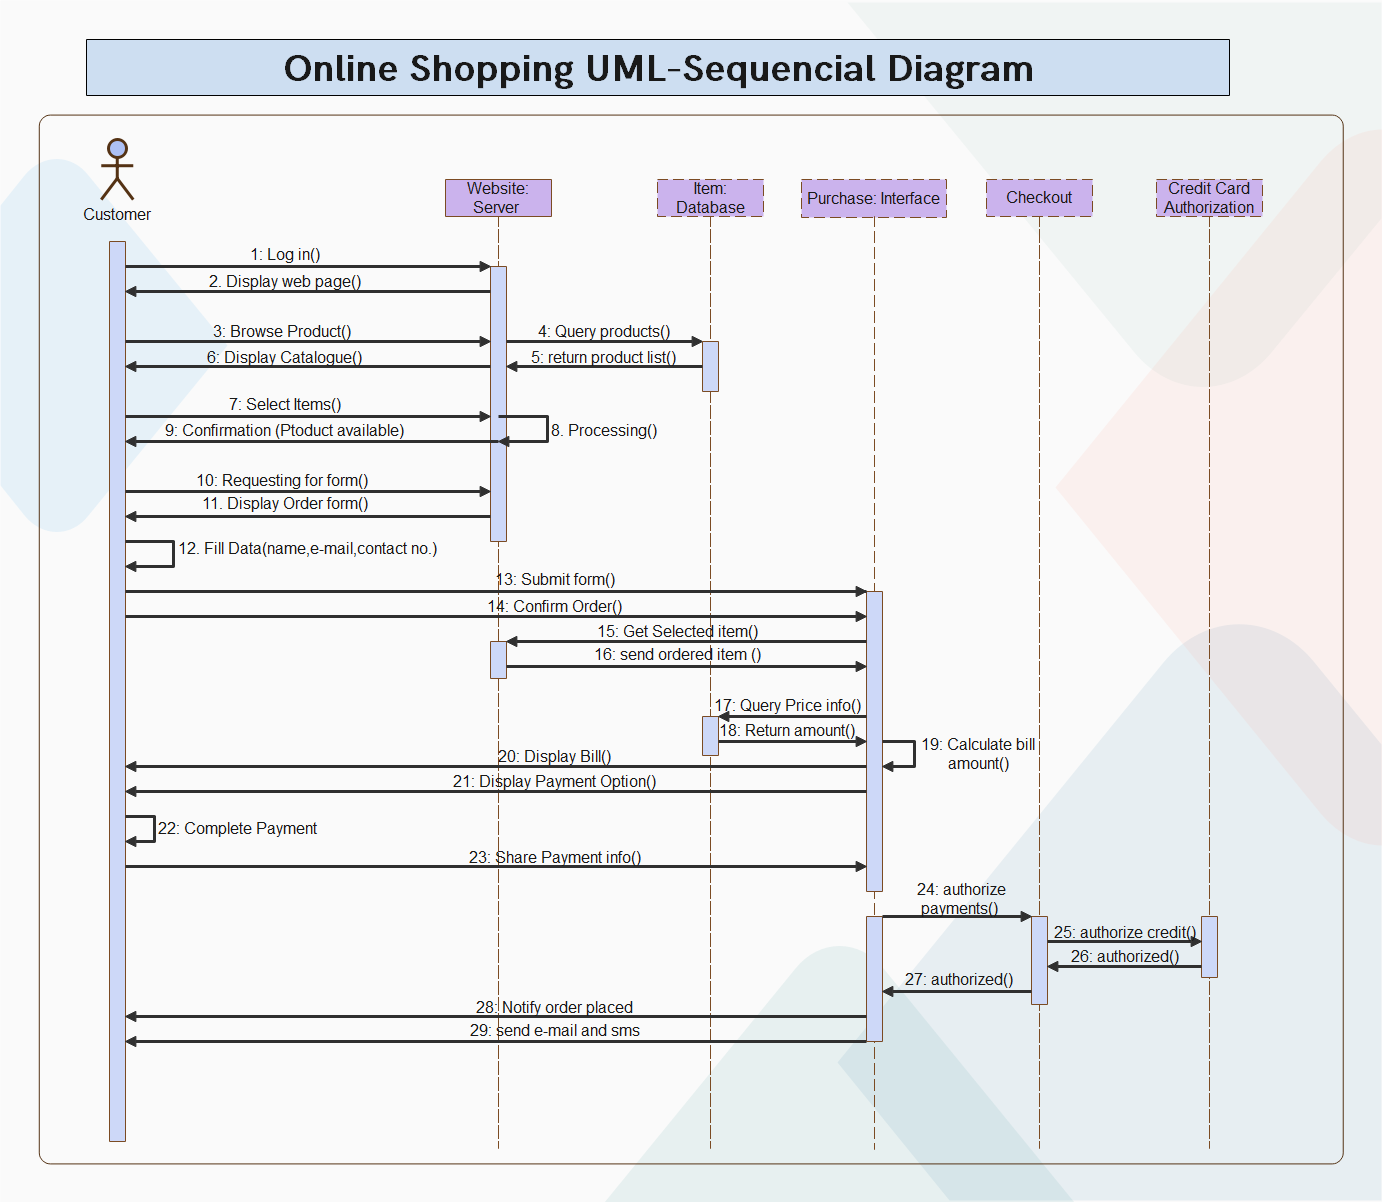 Online Shopping UML-Sequencial Diagram
Customer
Website:
Server
Item:
Database
Purchase: Interface
Checkout
Credit Card
Authorization
1: Log in()
2. Display web page()
3: Browse Product()
4: Query products()
6: Display Catalogue()
5: return product list()
7: Select Items()
9: Confirmation (Ptoduct available)
8. Processing()
10: Requesting for form()
11. Display Order form()
12. Fill Data(name,e-mail,contact no.)
13: Submit form()
14: Confirm Order()
15: Get Selected item()
16: send ordered item ()
17: Query Price info()
18: Return amount()
19: Calculate bill
amount()
20: Display Bill()
21: Display Payment Option()
22: Complete Payment
23: Share Payment info()
24: authorize
payments()
25: authorize credit()
26: authorized()
27: authorized()
28: Notify order placed
29: send e-mail and sms